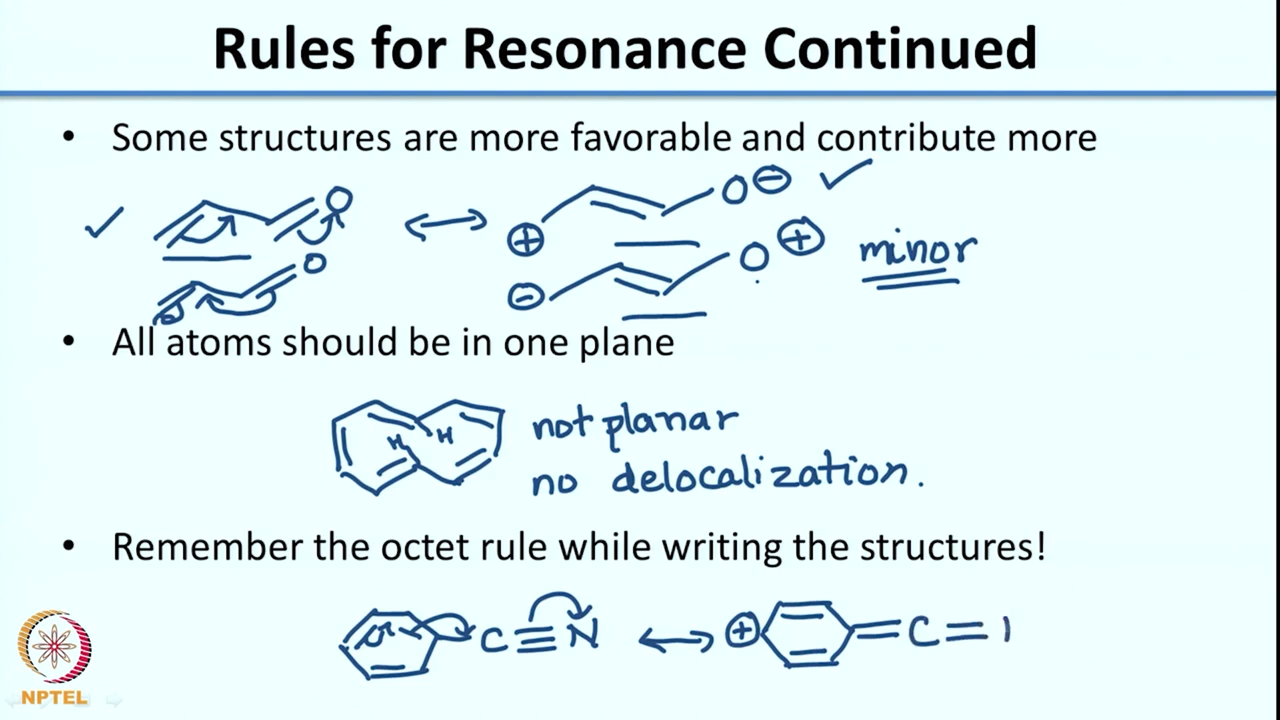 Rules for Resonance Continued
• Some structures are more favorable and contribute more
O ⊕ O ⊖
O ⊖ O ⊕ minor
• All atoms should be in one plane
H H not planar
no delocalization.
• Remember the octet rule while writing the structures!
C≡N ⊕ =C=
NPTEL